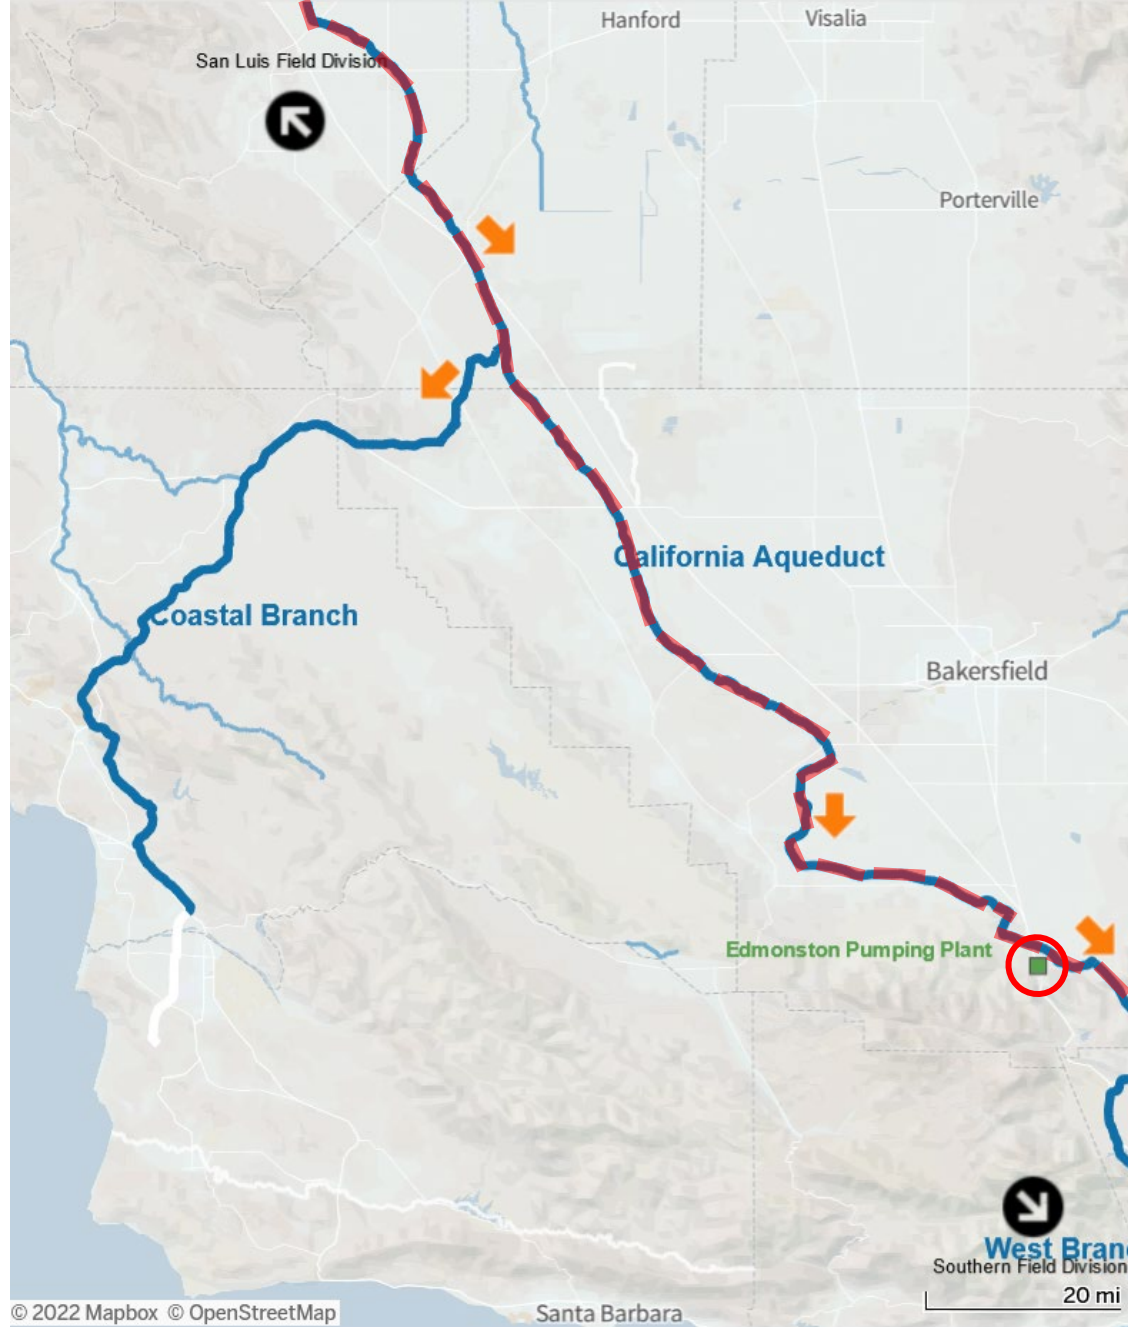 Hanford
Visalia
San Luis Field Division
Porterville
California Aqueduct
Coastal Branch
Bakersfield
Edmonston Pumping Plant
West Bran
Southern Field Division
20 mi
© 2022 Mapbox © OpenStreetMap
Santa Barbara